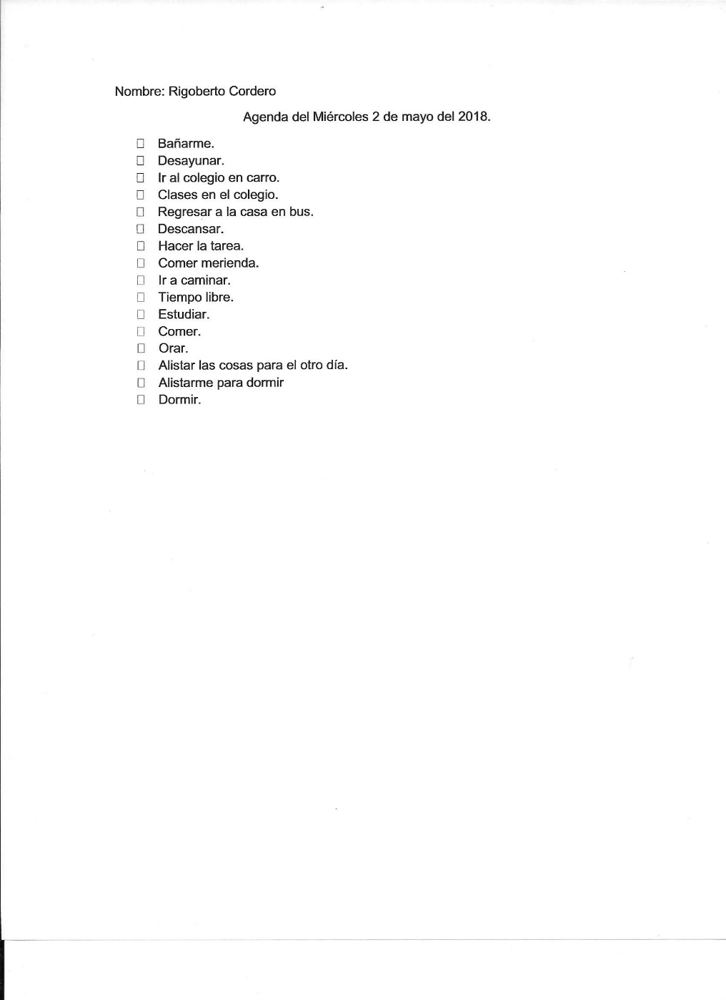 Nombre: Rigoberto Cordero
Agenda del Miércoles 2 de mayo del 2018.
Bañarme.
Desayunar.
Ir al colegio en carro.
Clases en el colegio.
Regresar a la casa en bus.
Descansar.
Hacer la tarea.
Comer merienda.
Ir a caminar.
Tiempo libre.
Estudiar.
Comer.
Orar.
Alistar las cosas para el otro día.
Alistarme para dormir
Dormir.